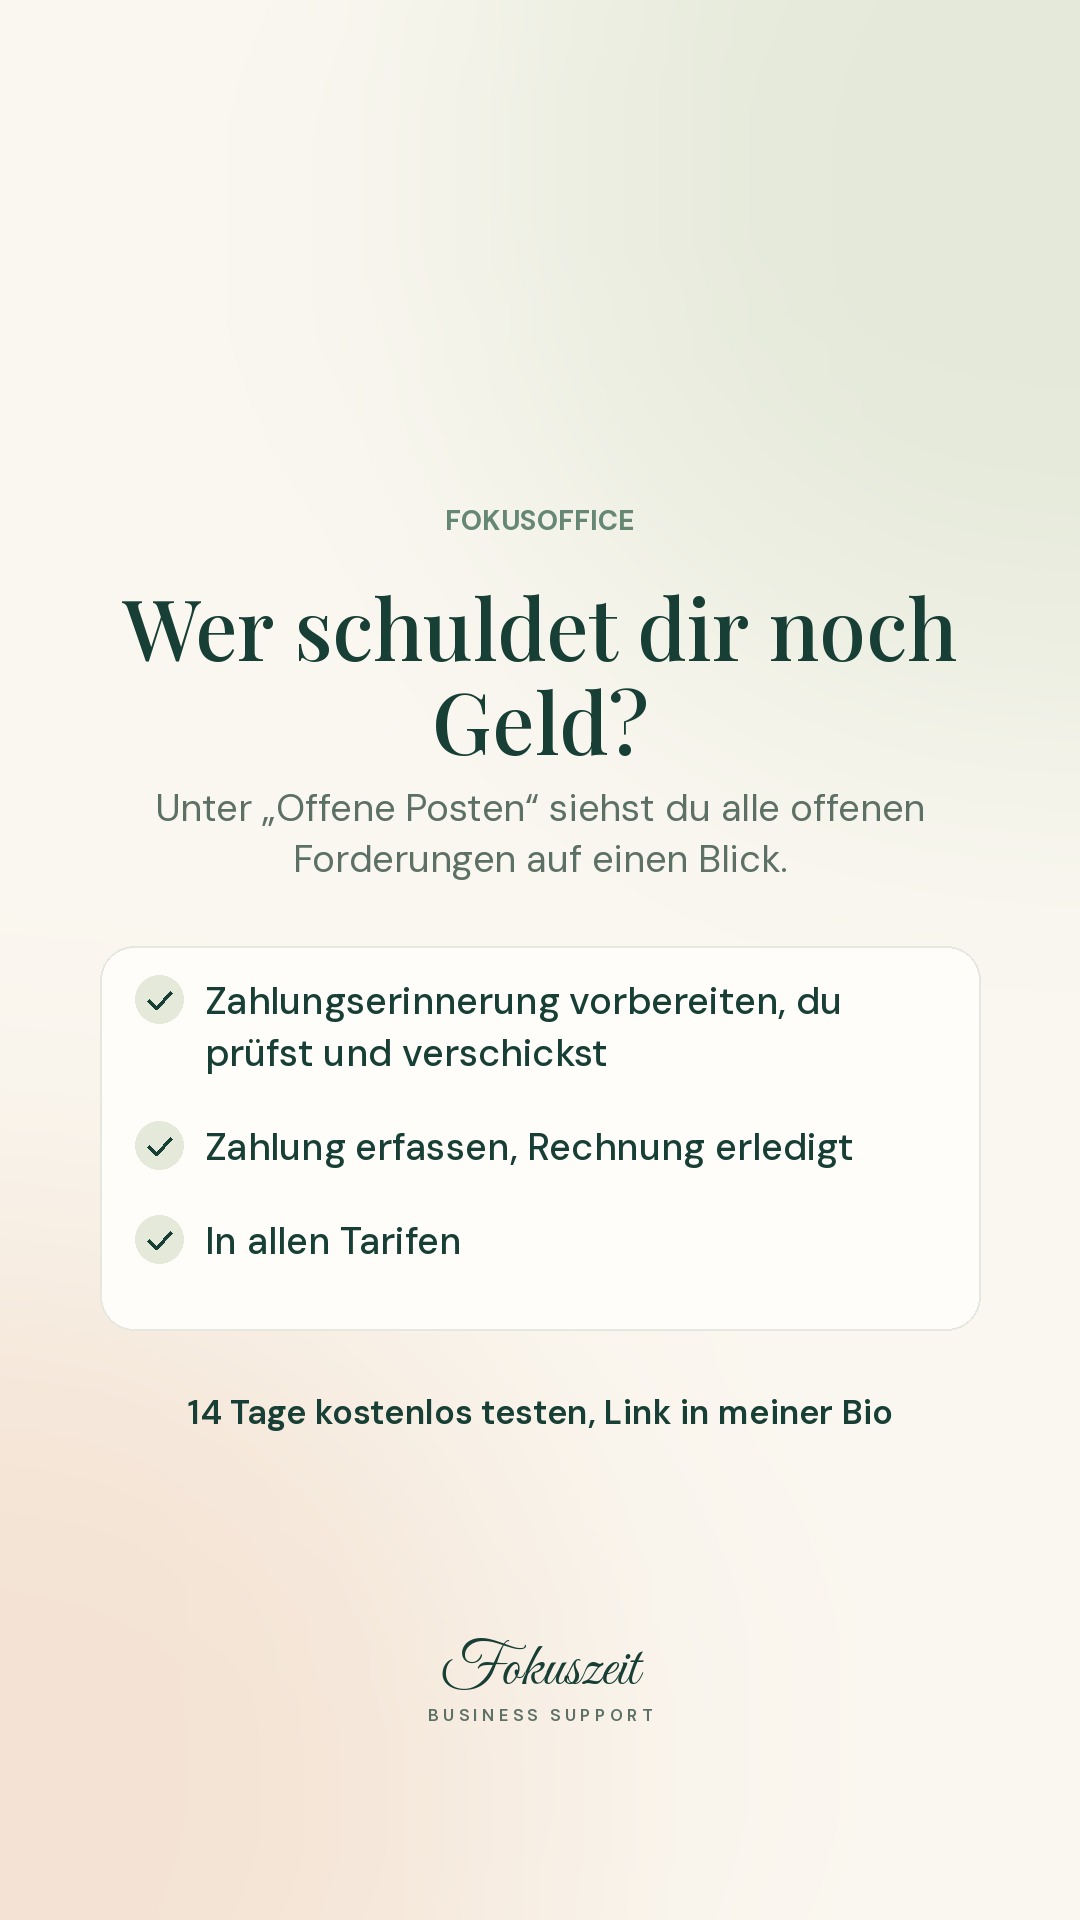 FOKUSOFFICE
Wer schuldet dir noch
Geld?
Unter „Offene Posten“ siehst du alle offenen
Forderungen auf einen Blick.
Zahlungserinnerung vorbereiten, du
prüfst und verschickst
Zahlung erfassen, Rechnung erledigt
In allen Tarifen
14 Tage kostenlos testen, Link in meiner Bio
Fokuszeit
BUSINESS SUPPORT